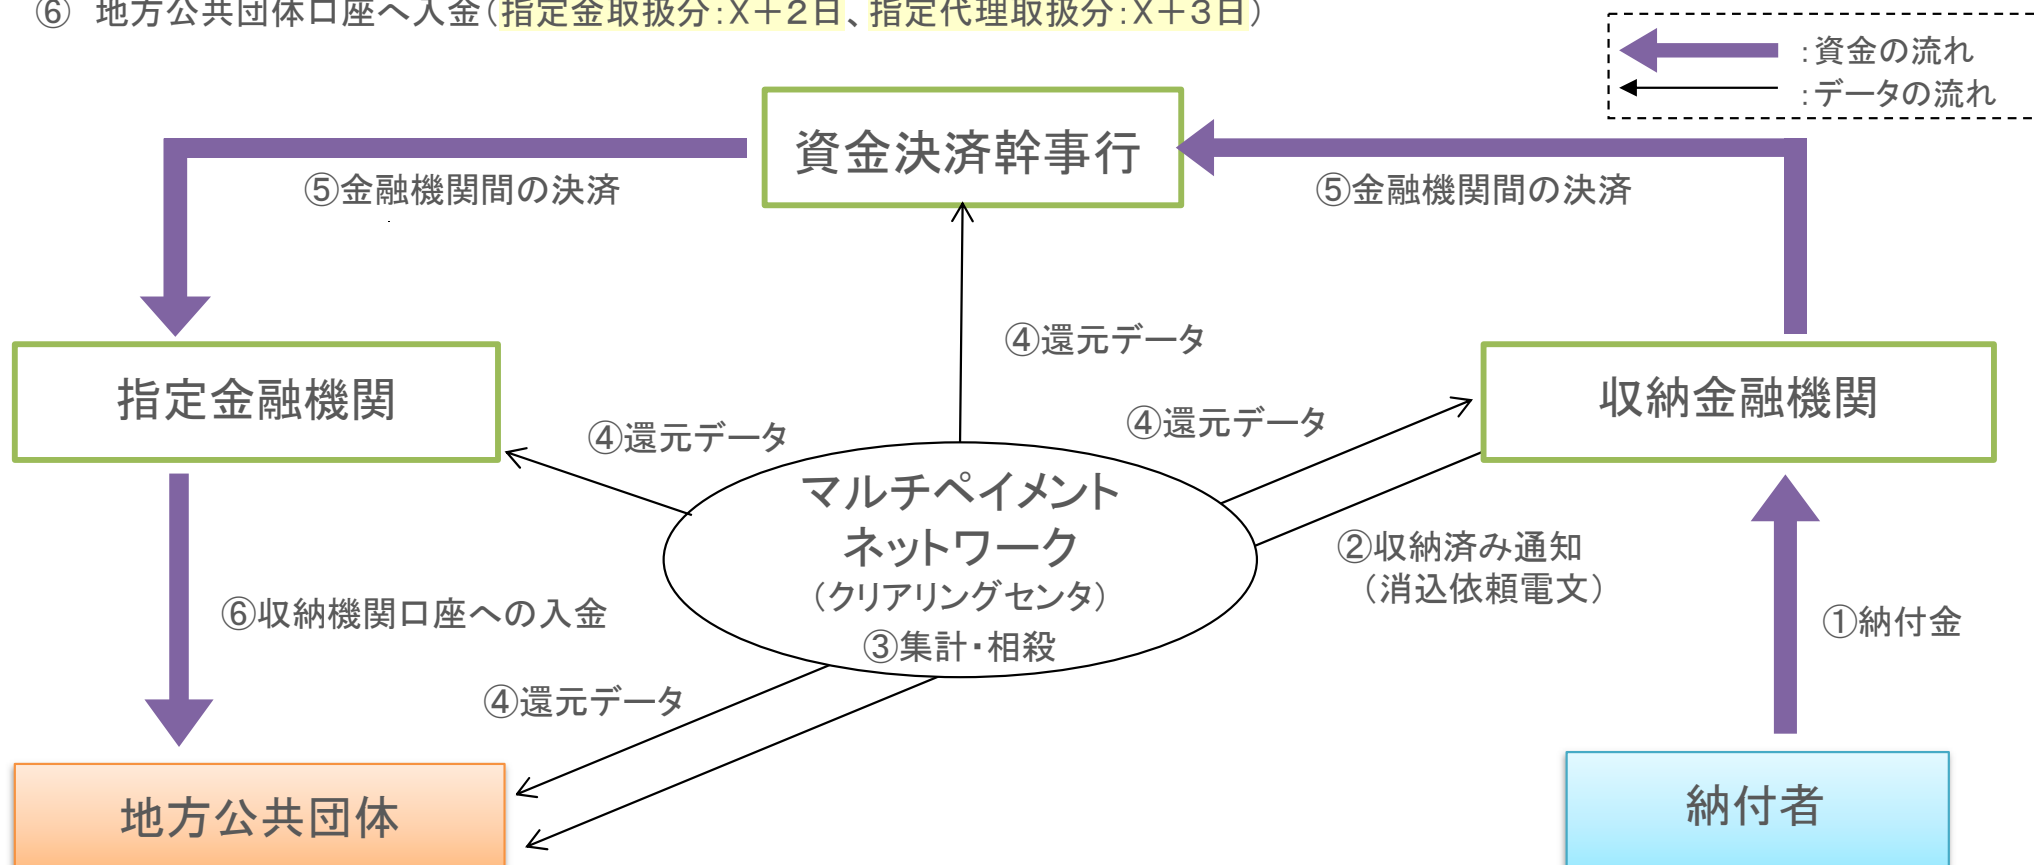 ⑥ 地方公共団体口座へ入金（指定金取扱分：X＋2日、指定代理取扱分：X＋3日）
：資金の流れ
：データの流れ
資金決済幹事行
⑤金融機関間の決済
⑤金融機関間の決済
④還元データ
指定金融機関
収納金融機関
④還元データ
④還元データ
マルチペイメント
ネットワーク
（クリアリングセンタ）
③集計・相殺
②収納済み通知
（消込依頼電文）
⑥収納機関口座への入金
①納付金
④還元データ
地方公共団体
納付者